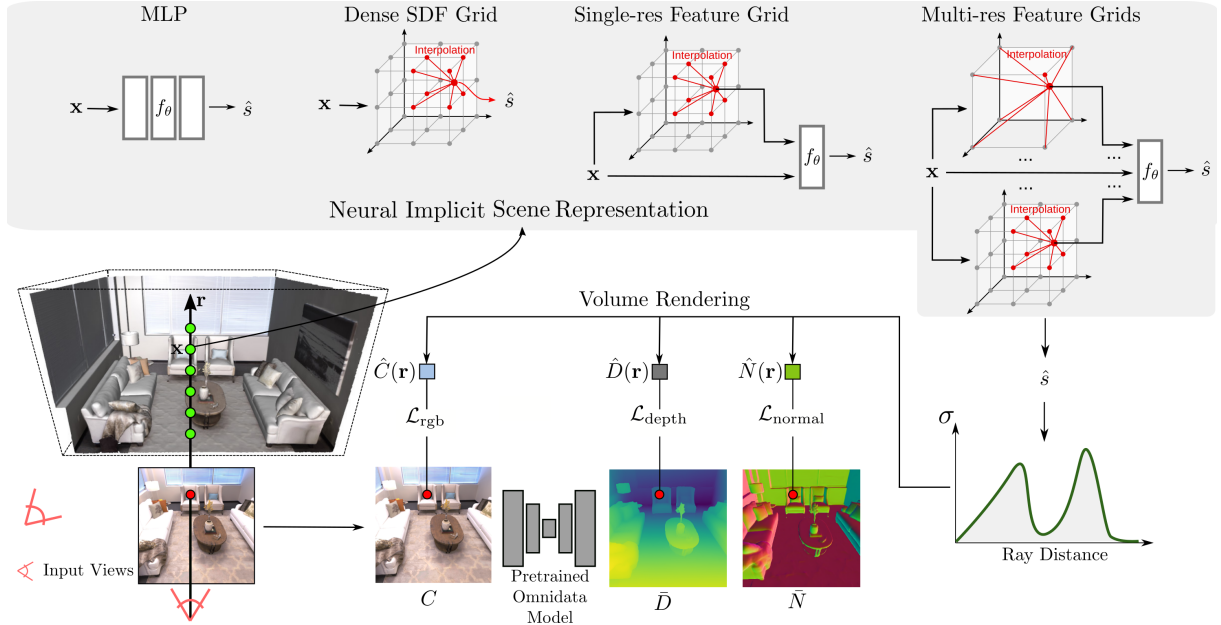 MLP
Dense SDF Grid
Single-res Feature Grid
Multi-res Feature Grids
x
f_θ
ŝ
Interpolation
x
ŝ
Interpolation
x
f_θ
ŝ
Interpolation
x
...
...
...
...
f_θ
ŝ
Interpolation
Neural Implicit Scene Representation
r
x
Volume Rendering
Ĉ(r)
D̂(r)
N̂(r)
ŝ
ℒ_rgb
ℒ_depth
ℒ_normal
σ
Ray Distance
Input Views
Pretrained
Omnidata
Model
C
D̄
N̄